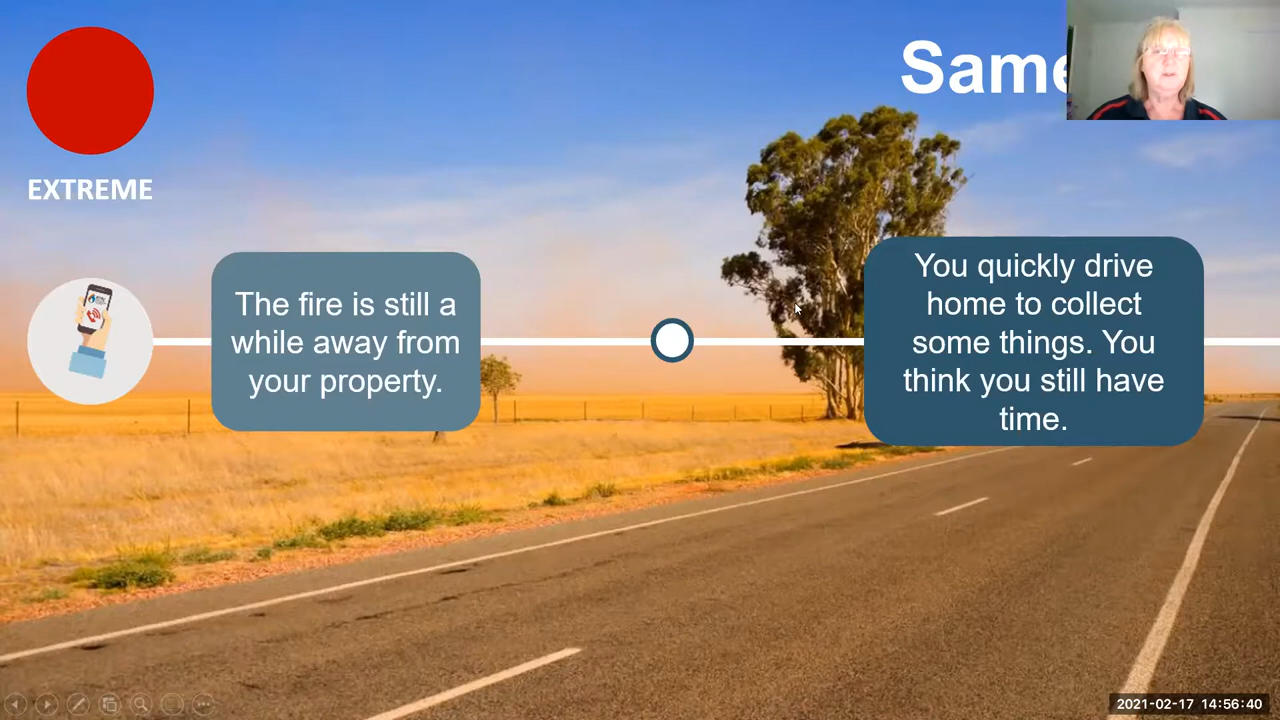 Same
EXTREME
The fire is still a
while away from
your property.
You quickly drive
home to collect
some things. You
think you still have
time.
2021-02-17 14:56:40